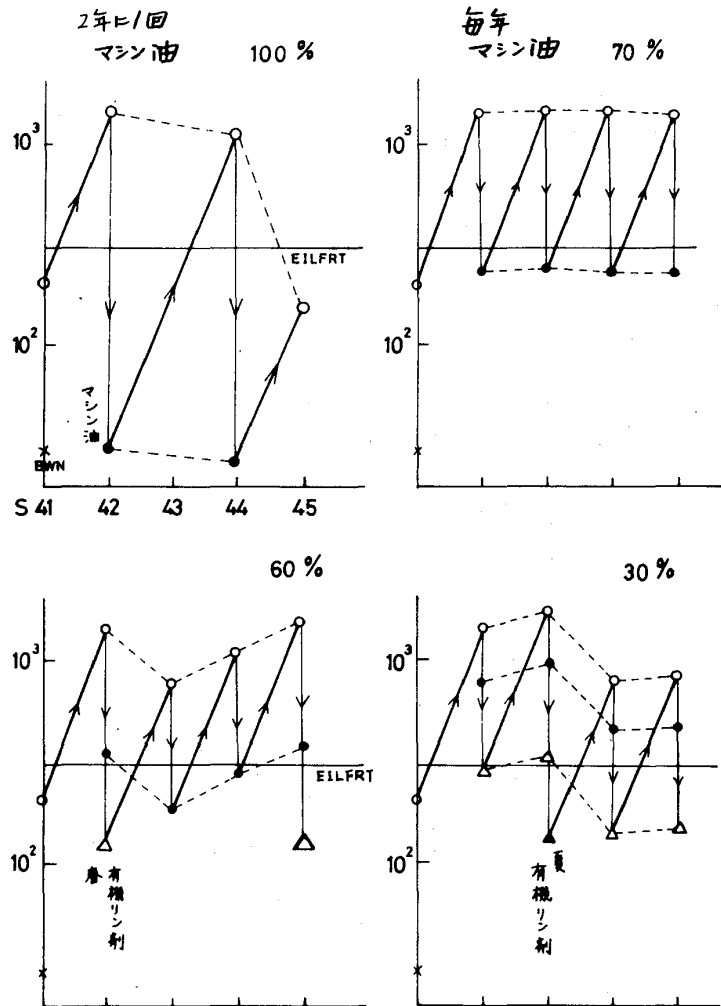 2年に1回
マシン油 100 %
毎年
マシン油 70 %
10³
EILFRT
10²
マシン油
BWN
S 41 42 43 44 45
10³
10²
60 %
10³
EILFRT
10²
春
有機リン剤
30 %
10³
10²
夏
有機リン剤